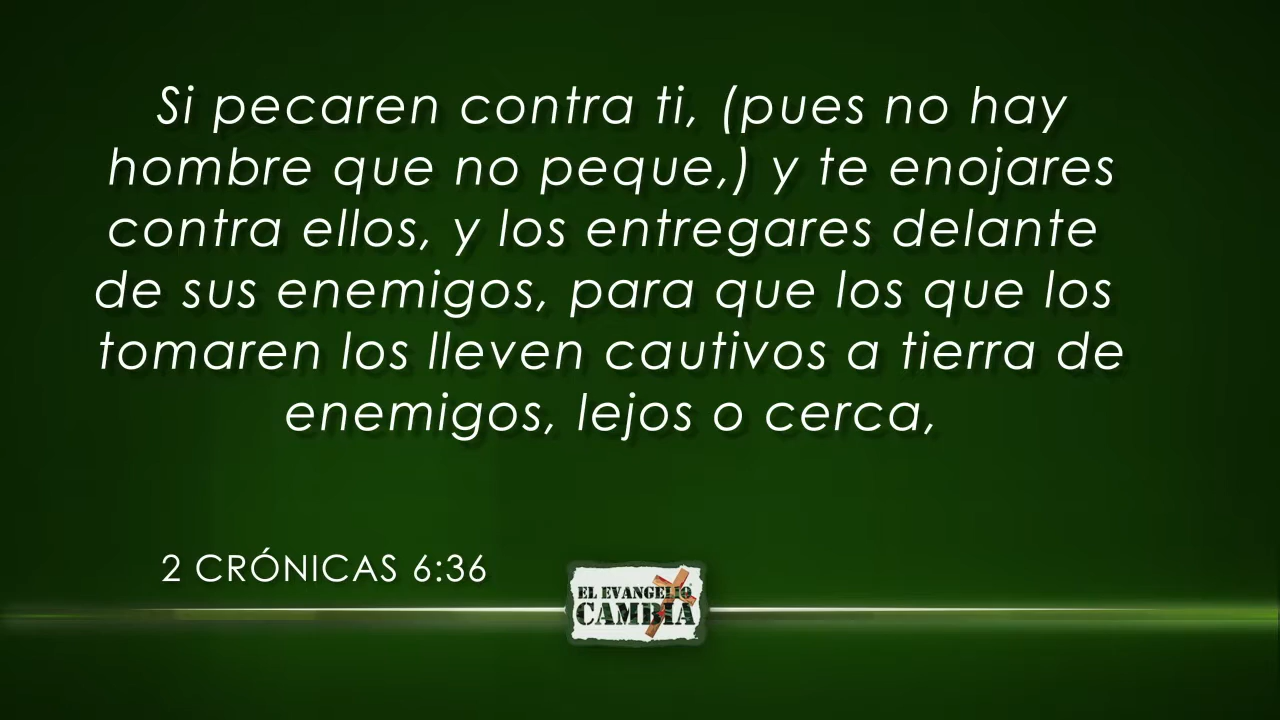 Si pecaren contra ti, (pues no hay
hombre que no peque,) y te enojares
contra ellos, y los entregares delante
de sus enemigos, para que los que los
tomaren los lleven cautivos a tierra de
enemigos, lejos o cerca,
2 CRÓNICAS 6:36
EL EVANGELIO
CAMBIA